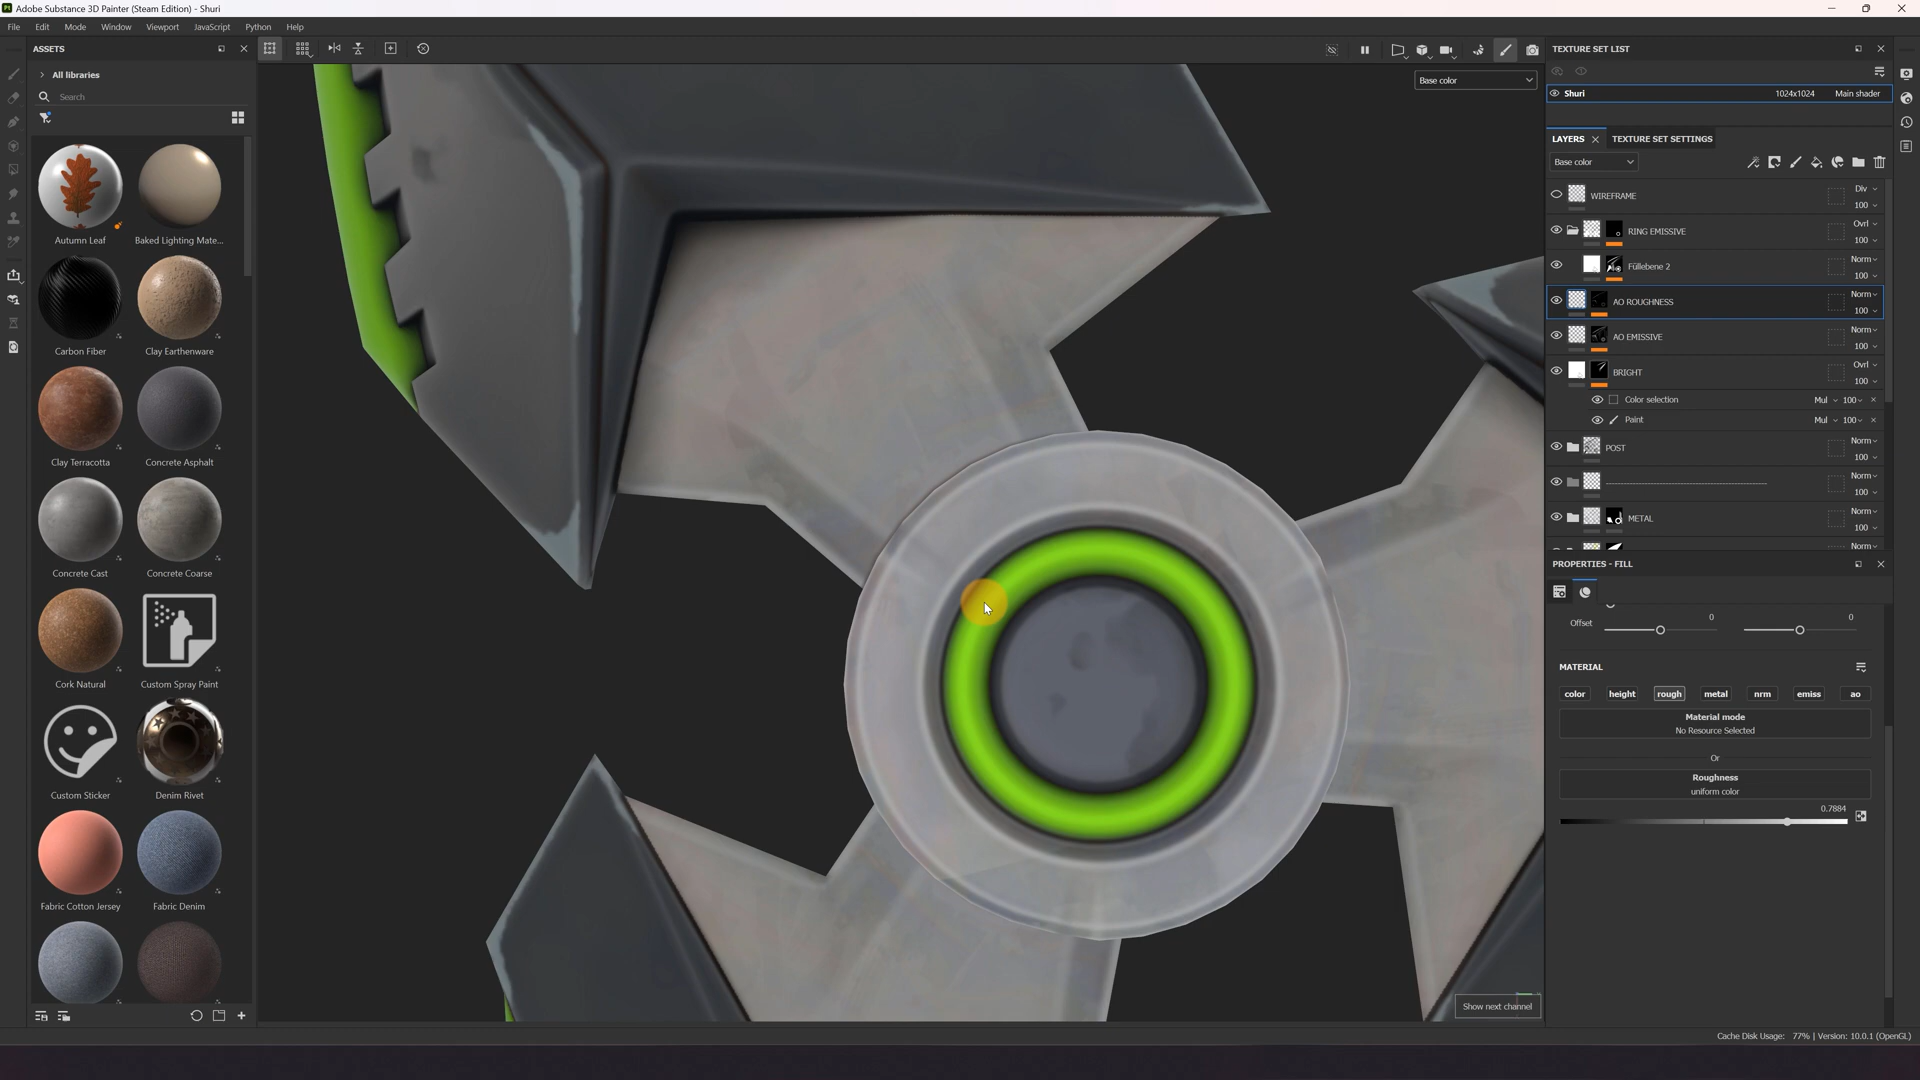 Adobe Substance 3D Painter (Steam Edition) - Shuri
File Edit Mode Window Viewport JavaScript Python Help
ASSETS
All libraries
Search
Autumn Leaf
Baked Lighting Mate...
Carbon Fiber
Clay Earthenware
Clay Terracotta
Concrete Asphalt
Concrete Cast
Concrete Coarse
Cork Natural
Custom Spray Paint
Custom Sticker
Denim Rivet
Fabric Cotton Jersey
Fabric Denim
Base color
Show next channel
TEXTURE SET LIST
Shuri 1024x1024 Main shader
LAYERS TEXTURE SET SETTINGS
Base color
WIREFRAME Div 100
RING EMISSIVE Ovrl 100
Füllebene 2 Norm 100
AO ROUGHNESS Norm 100
AO EMISSIVE Norm 100
BRIGHT Ovrl 100
Color selection Mul 100
Paint Mul 100
POST Norm 100
Norm 100
METAL Norm 100
Norm
PROPERTIES - FILL
Offset 0 0
MATERIAL
color height rough metal nrm emiss ao
Material mode
No Resource Selected
Or
Roughness
uniform color
0.7884
Cache Disk Usage: 77% | Version: 10.0.1 (OpenGL)